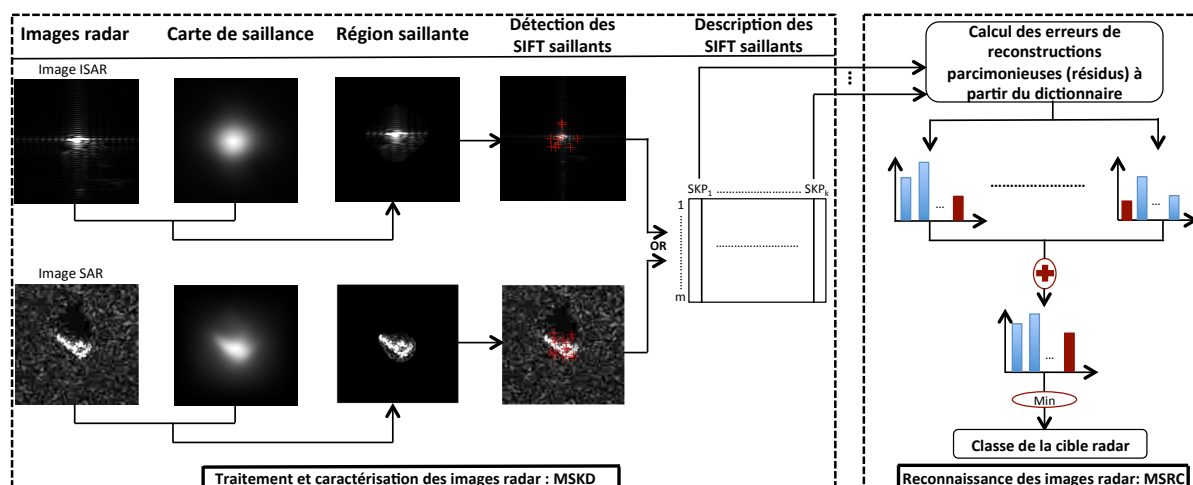 Images radar
Carte de saillance
Région saillante
Détection des
SIFT saillants
Description des
SIFT saillants
Image ISAR
SKP1 ........................ SKPk
1
m
OR
Image SAR
Traitement et caractérisation des images radar : MSKD
Calcul des erreurs de
reconstructions
parcimonieuses (résidus) à
partir du dictionnaire
...
...
...
Min
Classe de la cible radar
Reconnaissance des images radar: MSRC